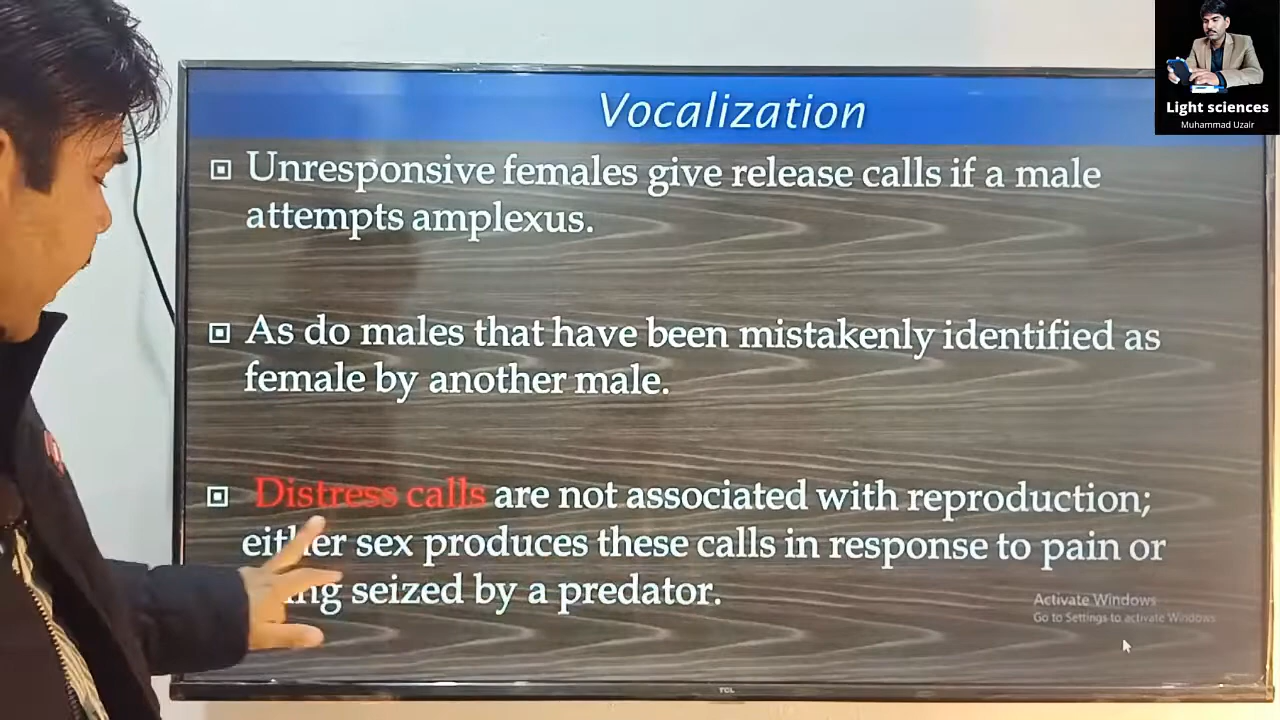 Vocalization
Light sciences
Muhammad Uzair
Unresponsive females give release calls if a male
attempts amplexus.
As do males that have been mistakenly identified as
female by another male.
Distress calls are not associated with reproduction;
either sex produces these calls in response to pain or
seized by a predator.
Activate Windows
Go to Settings to activate Windows.
TCL